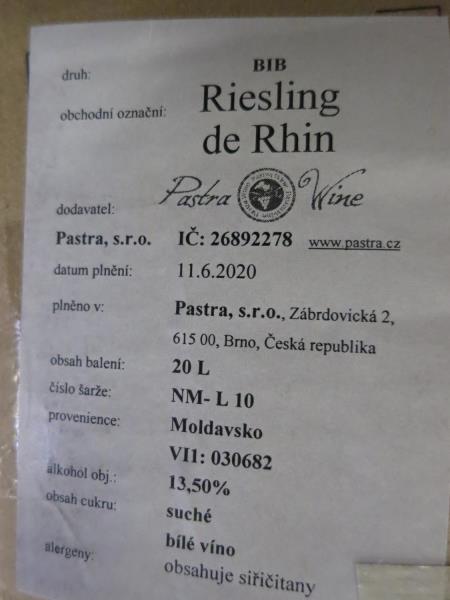 druh: BIB
obchodní označní: Riesling
de Rhin
Pastra Wine
dodavatel:
Pastra, s.r.o. IČ: 26892278 www.pastra.cz
datum plnění: 11.6.2020
plněno v: Pastra, s.r.o., Zábrdovická 2,
615 00, Brno, Česká republika
obsah balení: 20 L
číslo šarže: NM- L 10
provenience: Moldavsko
VI1: 030682
alkohol obj.: 13,50%
obsah cukru: suché
bílé víno
alergeny: obsahuje siřičitany